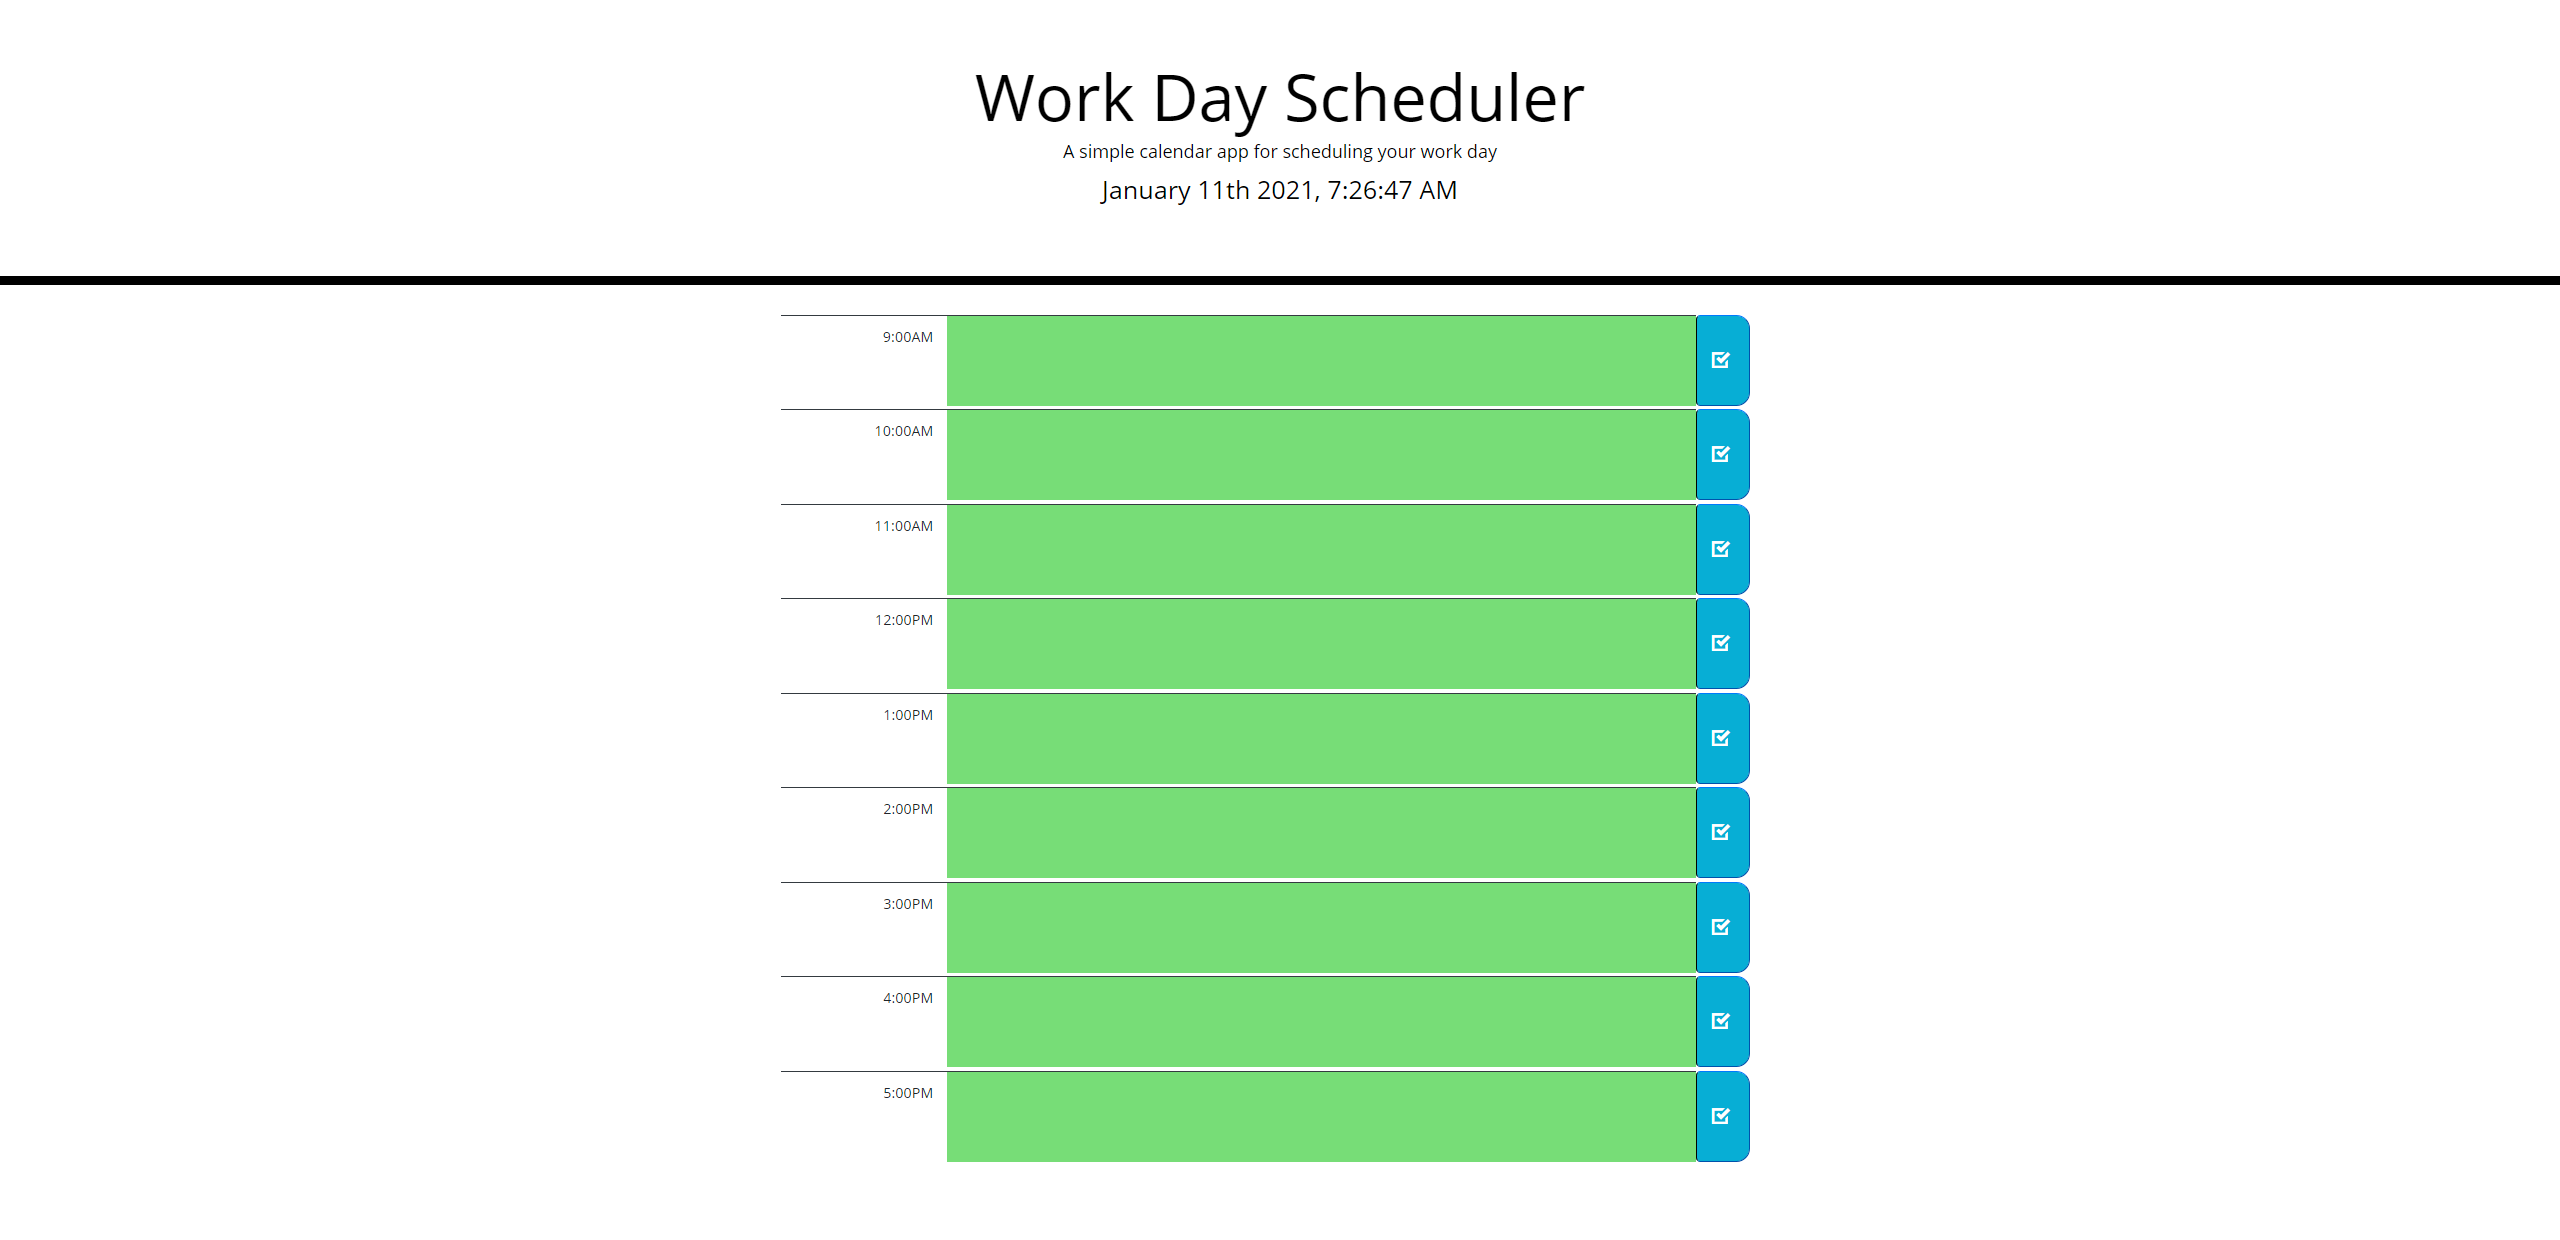 Work Day Scheduler
A simple calendar app for scheduling your work day
January 11th 2021, 7:26:47 AM
9:00AM
10:00AM
11:00AM
12:00PM
1:00PM
2:00PM
3:00PM
4:00PM
5:00PM